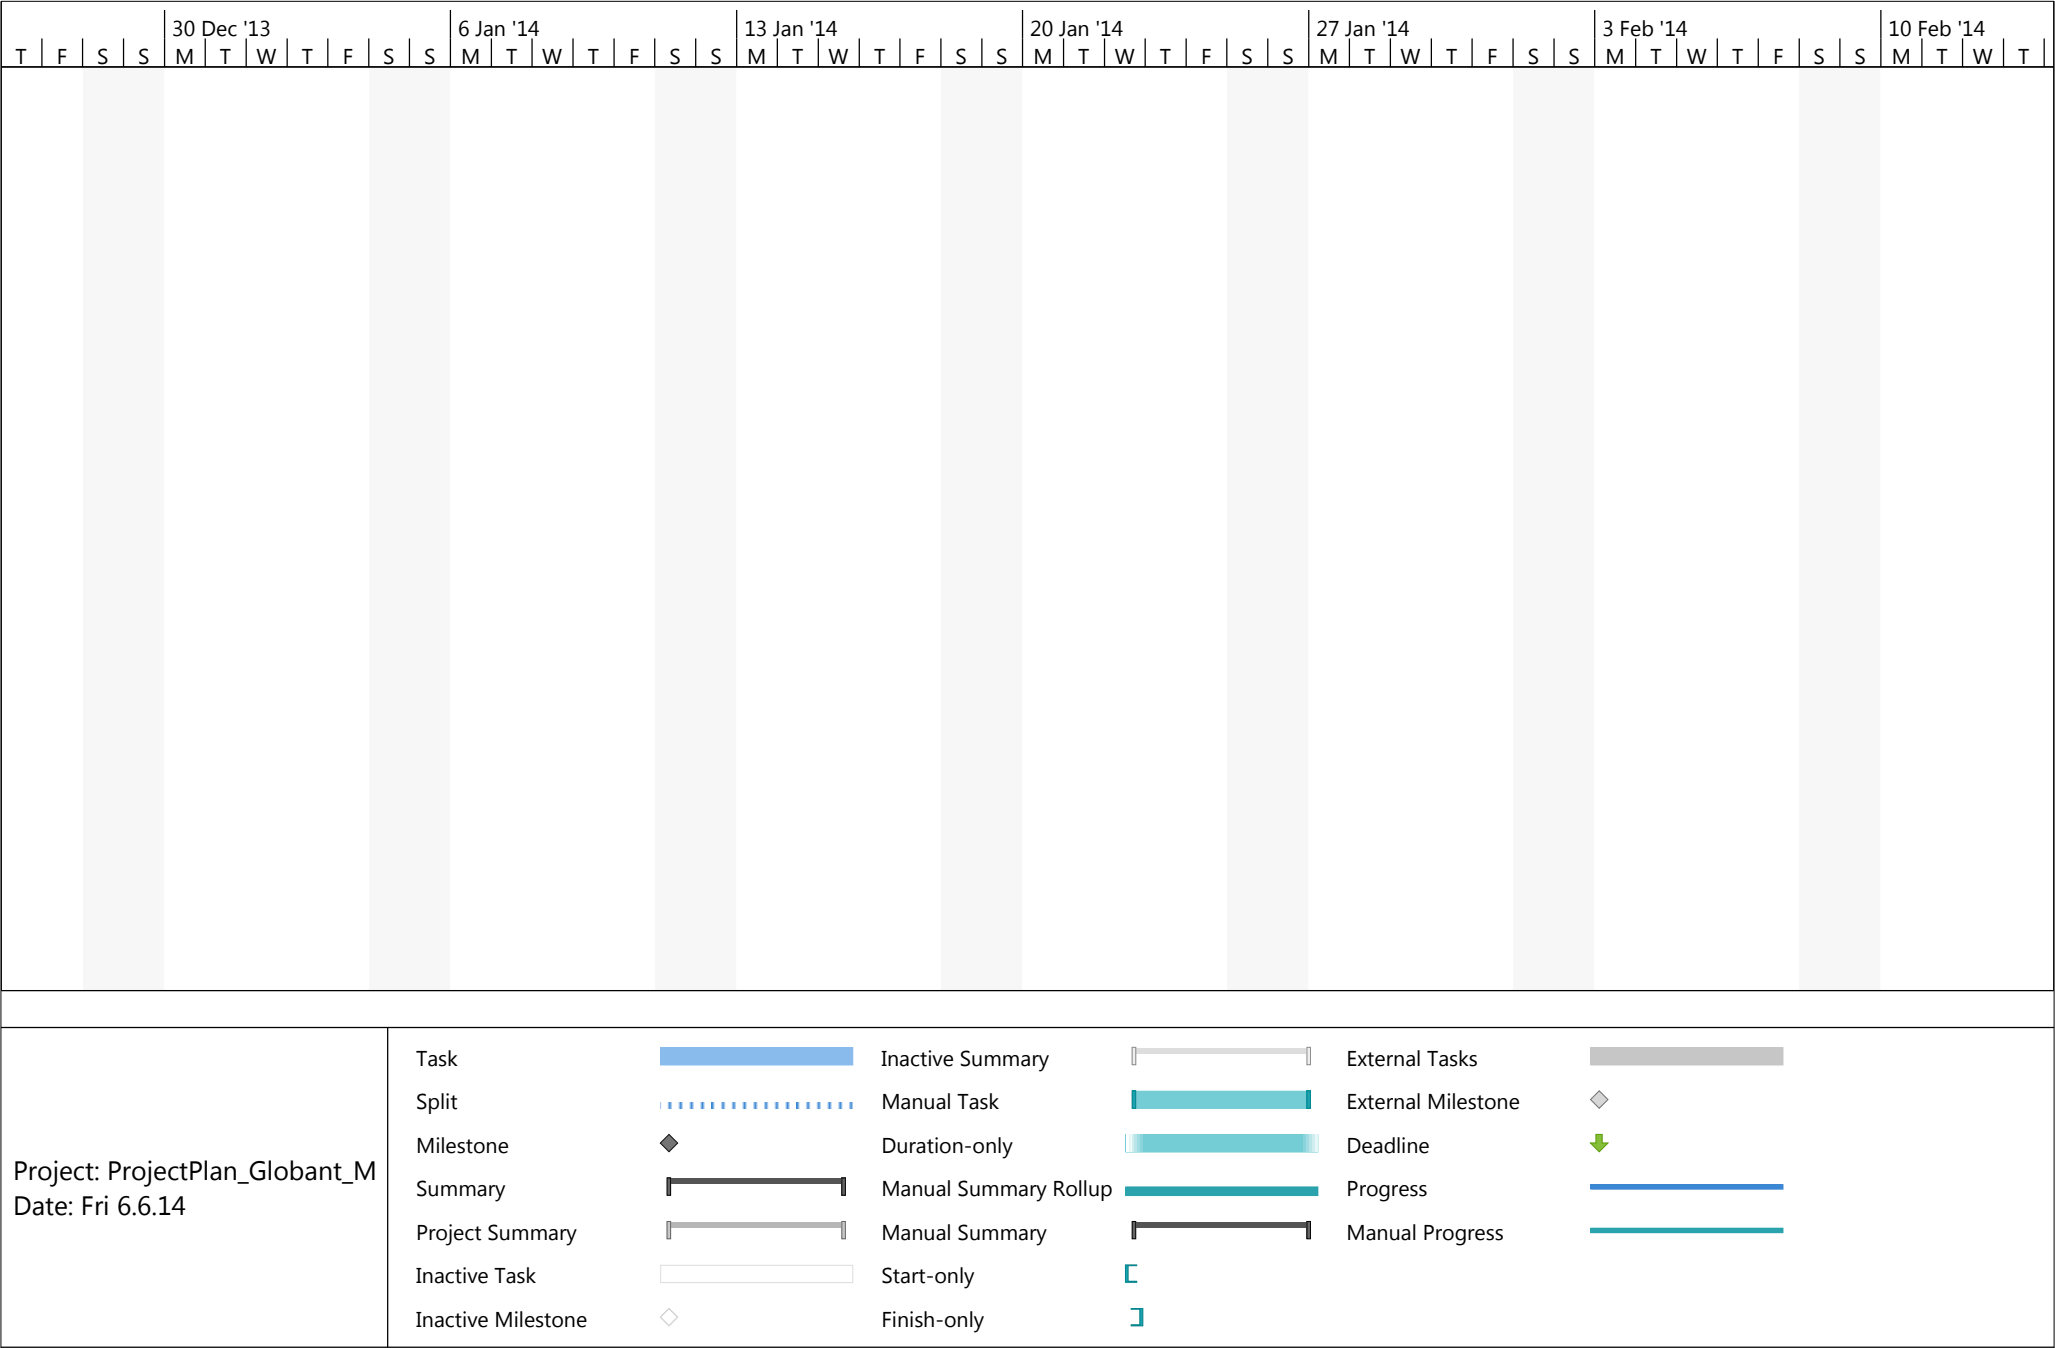 30 Dec '13 6 Jan '14 13 Jan '14 20 Jan '14 27 Jan '14 3 Feb '14 10 Feb '14
T F S S M T W T F S S M T W T F S S M T W T F S S M T W T F S S M T W T F S S M T W T F S S M T W T
Task Inactive Summary External Tasks
Split Manual Task External Milestone
Milestone Duration-only Deadline
Project: ProjectPlan_Globant_M
Date: Fri 6.6.14
Summary Manual Summary Rollup Progress
Project Summary Manual Summary Manual Progress
Inactive Task Start-only
Inactive Milestone Finish-only